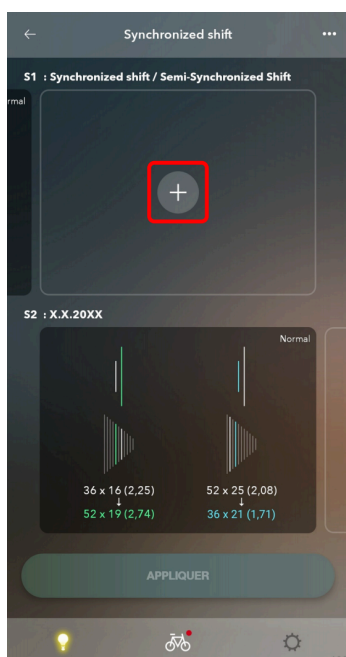 Synchronized shift
S1 : Synchronized shift / Semi-Synchronized Shift
rmal
S2 : X.X.20XX
Normal
36 x 16 (2,25)
↓
52 x 19 (2,74)
52 x 25 (2,08)
↓
36 x 21 (1,71)
APPLIQUER